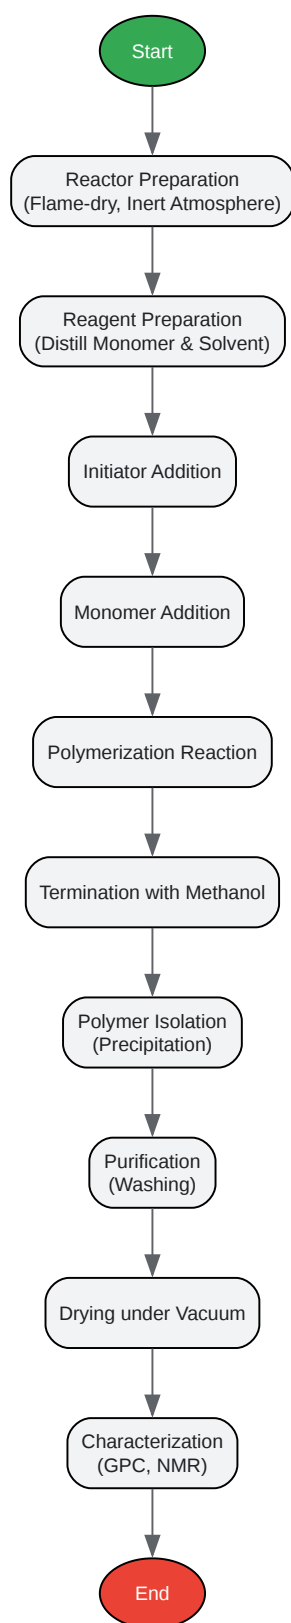 Start
Reactor Preparation
(Flame-dry, Inert Atmosphere)
Reagent Preparation
(Distill Monomer & Solvent)
Initiator Addition
Monomer Addition
Polymerization Reaction
Termination with Methanol
Polymer Isolation
(Precipitation)
Purification
(Washing)
Drying under Vacuum
Characterization
(GPC, NMR)
End